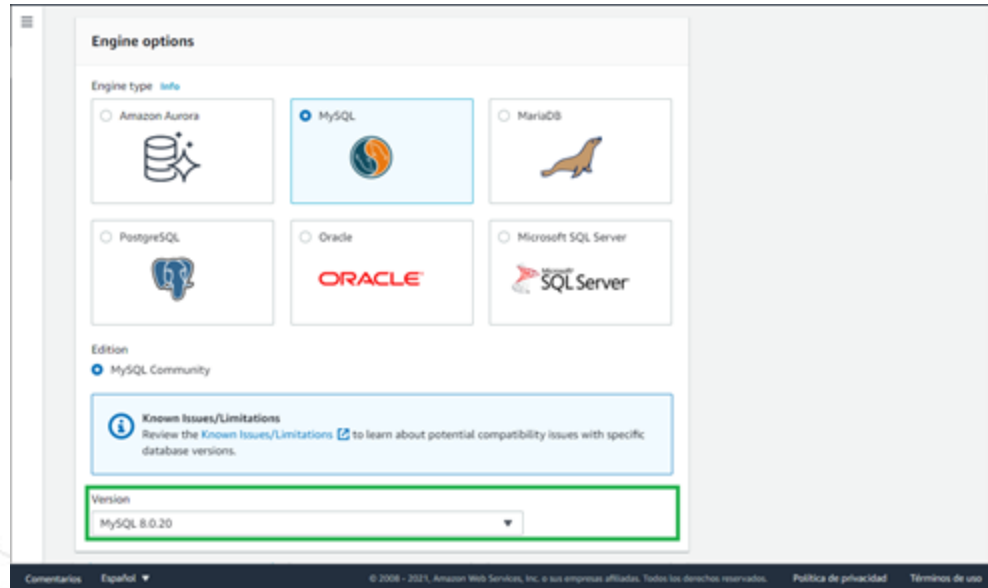 Engine options
Engine type Info
Amazon Aurora
MySQL
MariaDB
PostgreSQL
Oracle
Microsoft SQL Server
ORACLE
Microsoft
SQL Server
Edition
MySQL Community
Known Issues/Limitations
Review the Known Issues/Limitations to learn about potential compatibility issues with specific
database versions.
Version
MySQL 8.0.20
Comentarios Español © 2008 - 2021, Amazon Web Services, Inc. o sus empresas affiliadas. Todos los derechos reservados. Política de privacidad Términos de uso